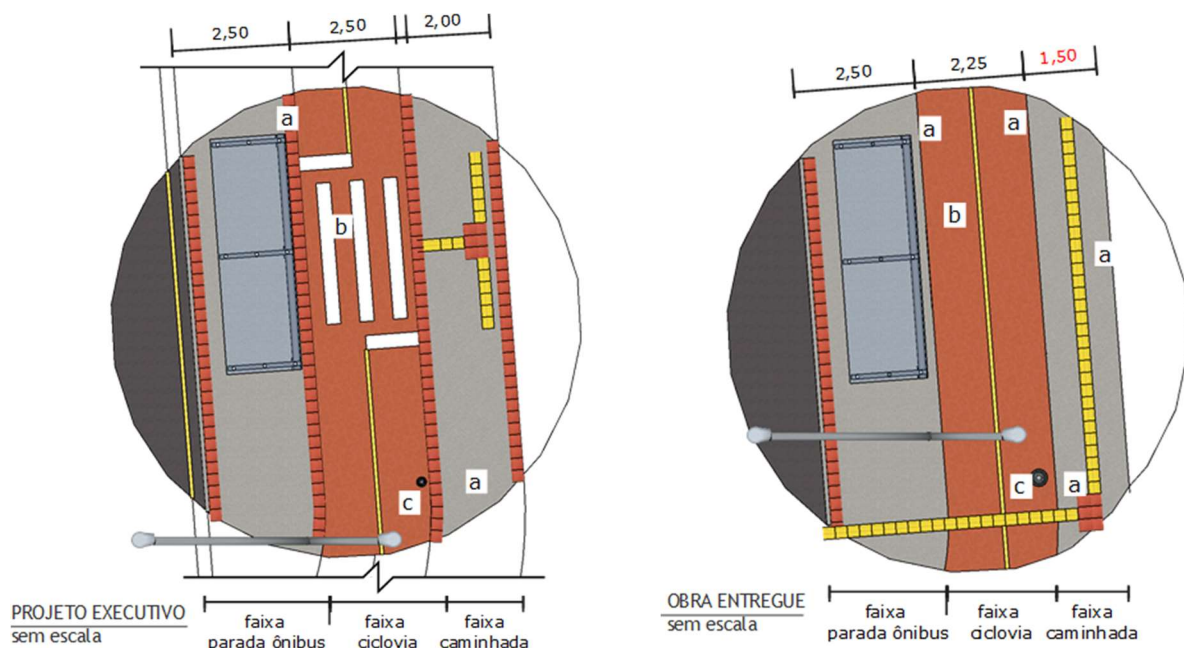 2,50 2,50 2,00
a
b
c a
PROJETO EXECUTIVO
sem escala
faixa parada ônibus
faixa ciclovia
faixa caminhada
2,50 2,25 1,50
a a
b
a
c a
OBRA ENTREGUE
sem escala
faixa parada ônibus
faixa ciclovia
faixa caminhada